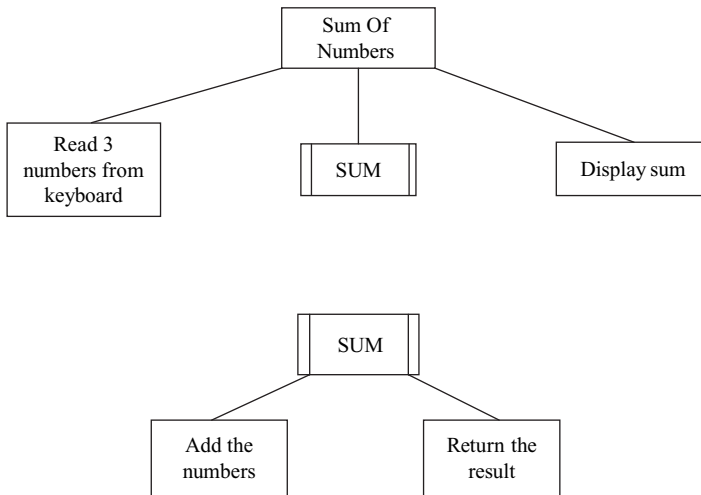 Sum Of
Numbers
Read 3
numbers from
keyboard
SUM
Display sum
SUM
Add the
numbers
Return the
result